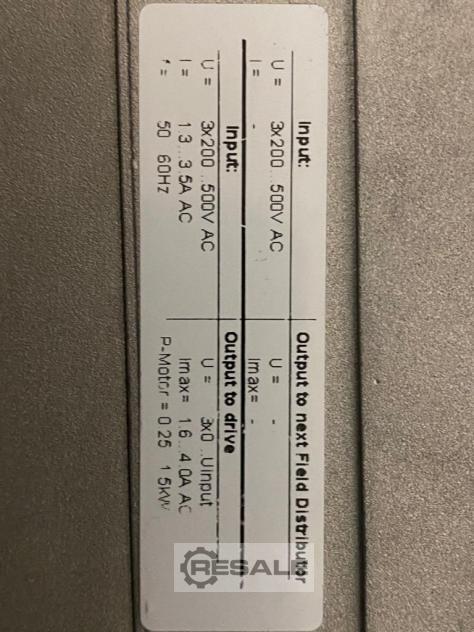 Input: Output to next Field Distributor
U = 3x200...500V AC U = -
I = - Imax= -
Input: Output to drive
U = 3x200...500V AC U = 3x0...Uinput
I = 1.3...3.5A AC Imax= 1.6...4.0A AC
f = 50...60Hz P-Motor = 0.25...1.5kW
RESALE